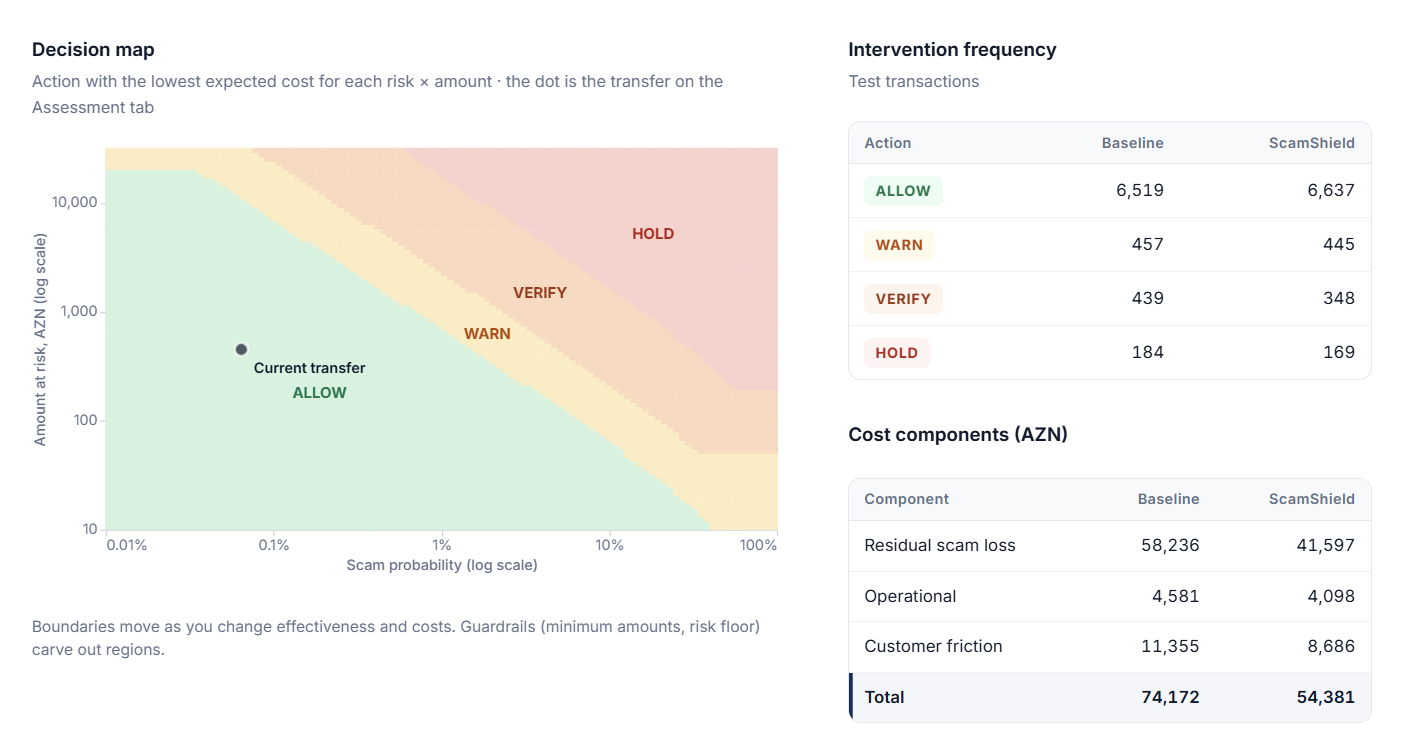 Decision map
Action with the lowest expected cost for each risk × amount · the dot is the transfer on the
Assessment tab
10,000
1,000
100
10
Amount at risk, AZN (log scale)
HOLD
VERIFY
WARN
Current transfer
ALLOW
0.01%
0.1%
1%
10%
100%
Scam probability (log scale)
Boundaries move as you change effectiveness and costs. Guardrails (minimum amounts, risk floor)
carve out regions.
Intervention frequency
Test transactions
Action Baseline ScamShield
ALLOW 6,519 6,637
WARN 457 445
VERIFY 439 348
HOLD 184 169
Cost components (AZN)
Component Baseline ScamShield
Residual scam loss 58,236 41,597
Operational 4,581 4,098
Customer friction 11,355 8,686
Total 74,172 54,381